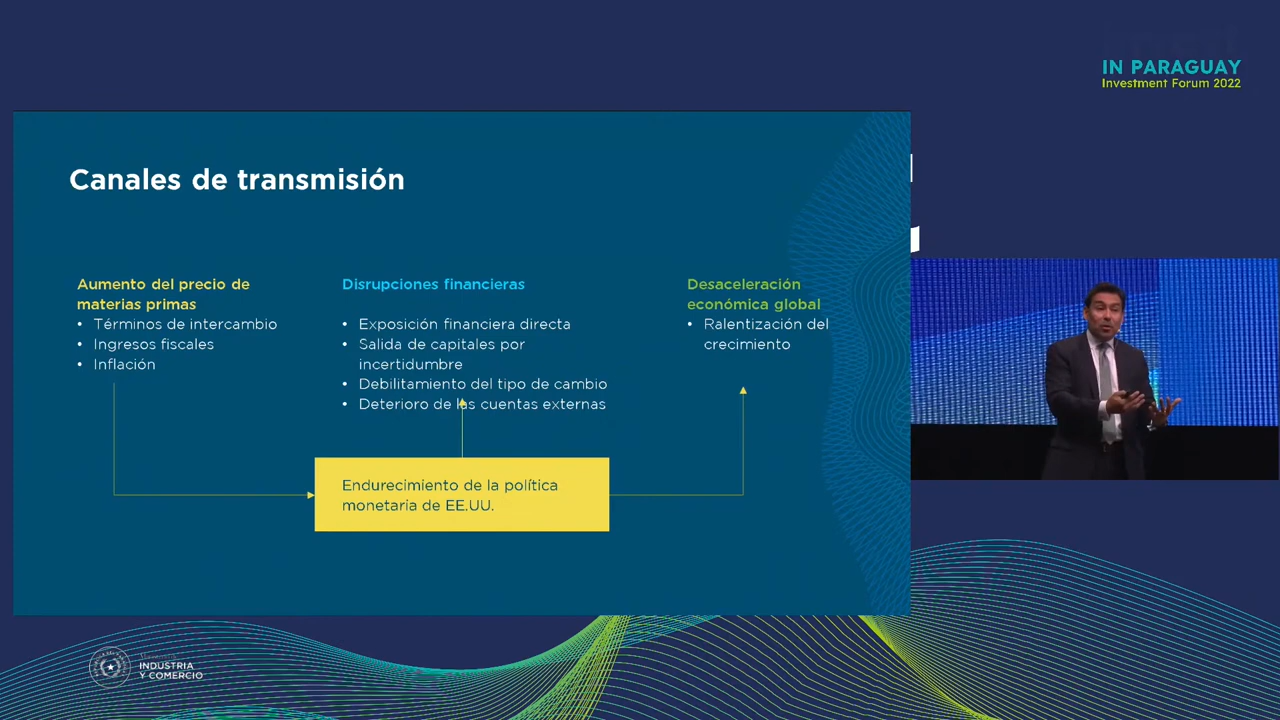 IN PARAGUAY
Investment Forum 2022
Canales de transmisión
Aumento del precio de
materias primas
• Términos de intercambio
• Ingresos fiscales
• Inflación
Disrupciones financieras
• Exposición financiera directa
• Salida de capitales por
incertidumbre
• Debilitamiento del tipo de cambio
• Deterioro de las cuentas externas
Desaceleración
económica global
• Ralentización del
crecimiento
Endurecimiento de la política
monetaria de EE.UU.
INDUSTRIA
Y COMERCIO